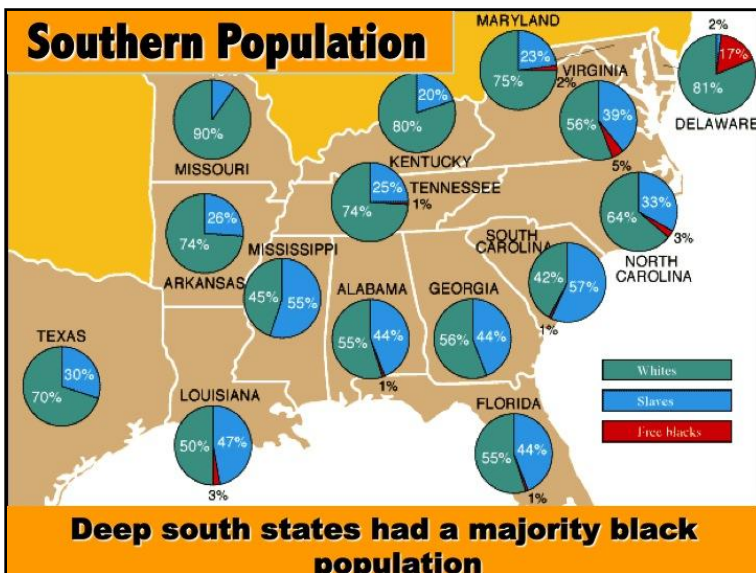 Southern Population
MARYLAND
23%
75%
2%
VIRGINIA
39%
56%
5%
2%
17%
81%
DELAWARE
90%
MISSOURI
20%
80%
KENTUCKY
25%
TENNESSEE
74%
1%
33%
64%
3%
NORTH
CAROLINA
26%
74%
ARKANSAS
MISSISSIPPI
45%
55%
SOUTH
CAROLINA
42%
57%
1%
ALABAMA
44%
55%
1%
GEORGIA
44%
56%
TEXAS
30%
70%
LOUISIANA
50%
47%
3%
FLORIDA
44%
55%
1%
Whites
Slaves
Free blacks
Deep south states had a majority black
population